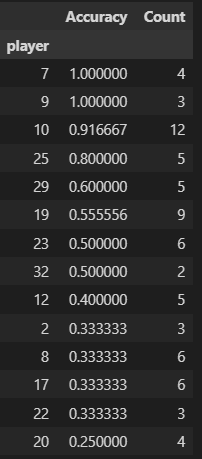 Accuracy Count
player
7 1.000000 4
9 1.000000 3
10 0.916667 12
25 0.800000 5
29 0.600000 5
19 0.555556 9
23 0.500000 6
32 0.500000 2
12 0.400000 5
2 0.333333 3
8 0.333333 6
17 0.333333 6
22 0.333333 3
20 0.250000 4